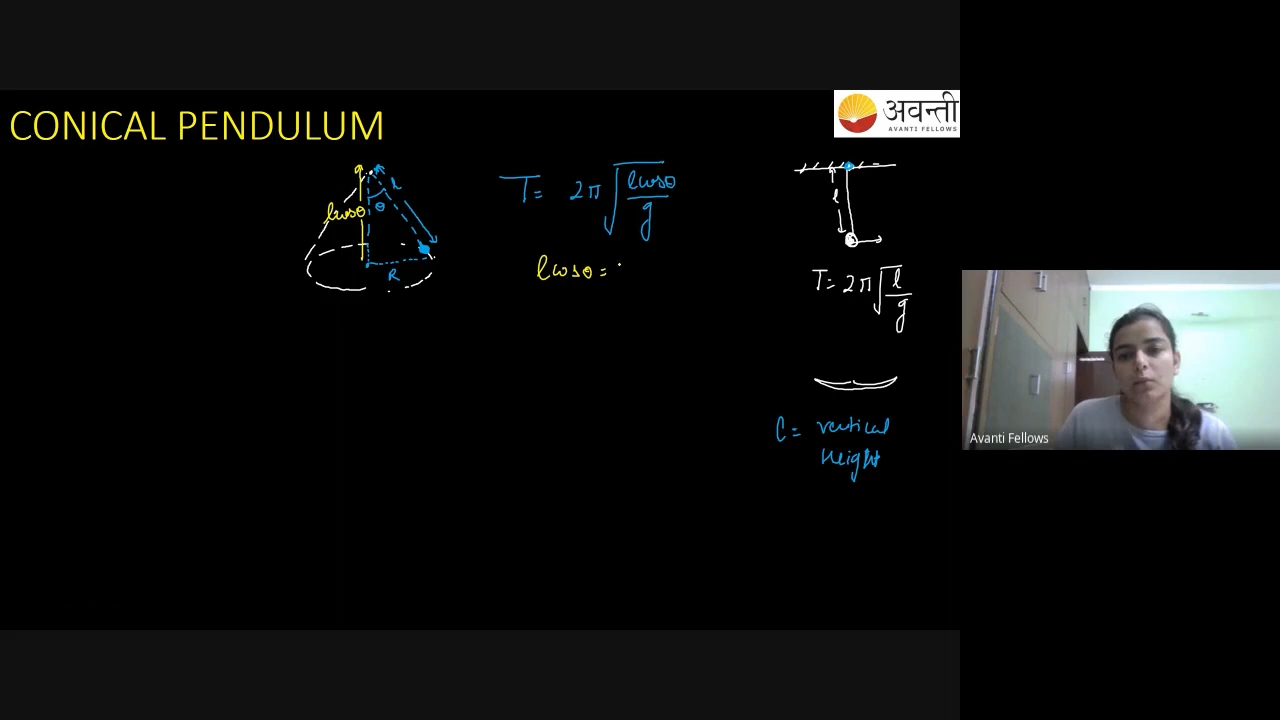 CONICAL PENDULUM
अवन्ती
AVANTI FELLOWS
l
θ
lcosθ
R
T= 2π√(lcosθ/g)
lcosθ =
l
T= 2π√(l/g)
l = vertical
height
Avanti Fellows